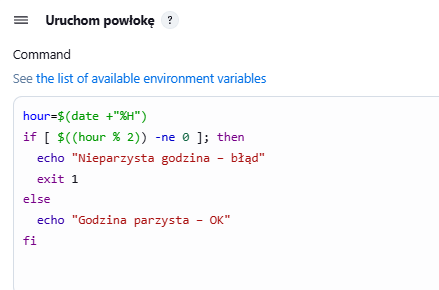 Uruchom powłokę ?
Command
See the list of available environment variables
hour=$(date +"%H")
if [ $((hour % 2)) -ne 0 ]; then
  echo "Nieparzysta godzina – błąd"
  exit 1
else
  echo "Godzina parzysta – OK"
fi